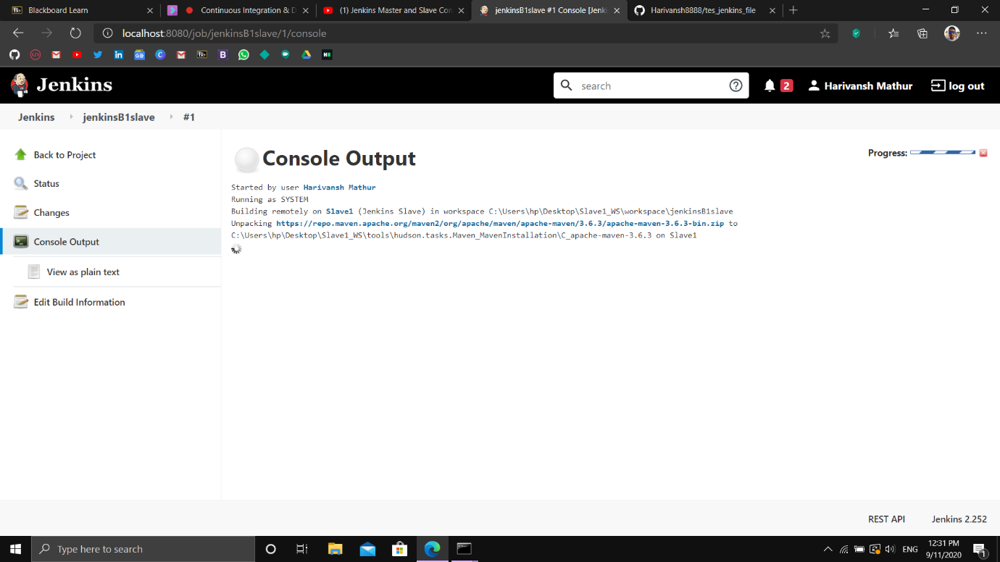 Blackboard Learn
Continuous Integration & D
(1) Jenkins Master and Slave Con
jenkinsB1slave #1 Console [Jenki
Harivansh8888/tes_jenkins_file
localhost:8080/job/jenkinsB1slave/1/console
Jenkins
search
2
Harivansh Mathur
log out
Jenkins
jenkinsB1slave
#1
Back to Project
Status
Changes
Console Output
View as plain text
Edit Build Information
Console Output
Progress:
Started by user Harivansh Mathur
Running as SYSTEM
Building remotely on Slave1 (Jenkins Slave) in workspace C:\Users\hp\Desktop\Slave1_WS\workspace\jenkinsB1slave
Unpacking https://repo.maven.apache.org/maven2/org/apache/maven/apache-maven/3.6.3/apache-maven-3.6.3-bin.zip to
C:\Users\hp\Desktop\Slave1_WS\tools\hudson.tasks.Maven_MavenInstallation\C_apache-maven-3.6.3 on Slave1
REST API
Jenkins 2.252
Type here to search
ENG
12:31 PM
9/11/2020
1